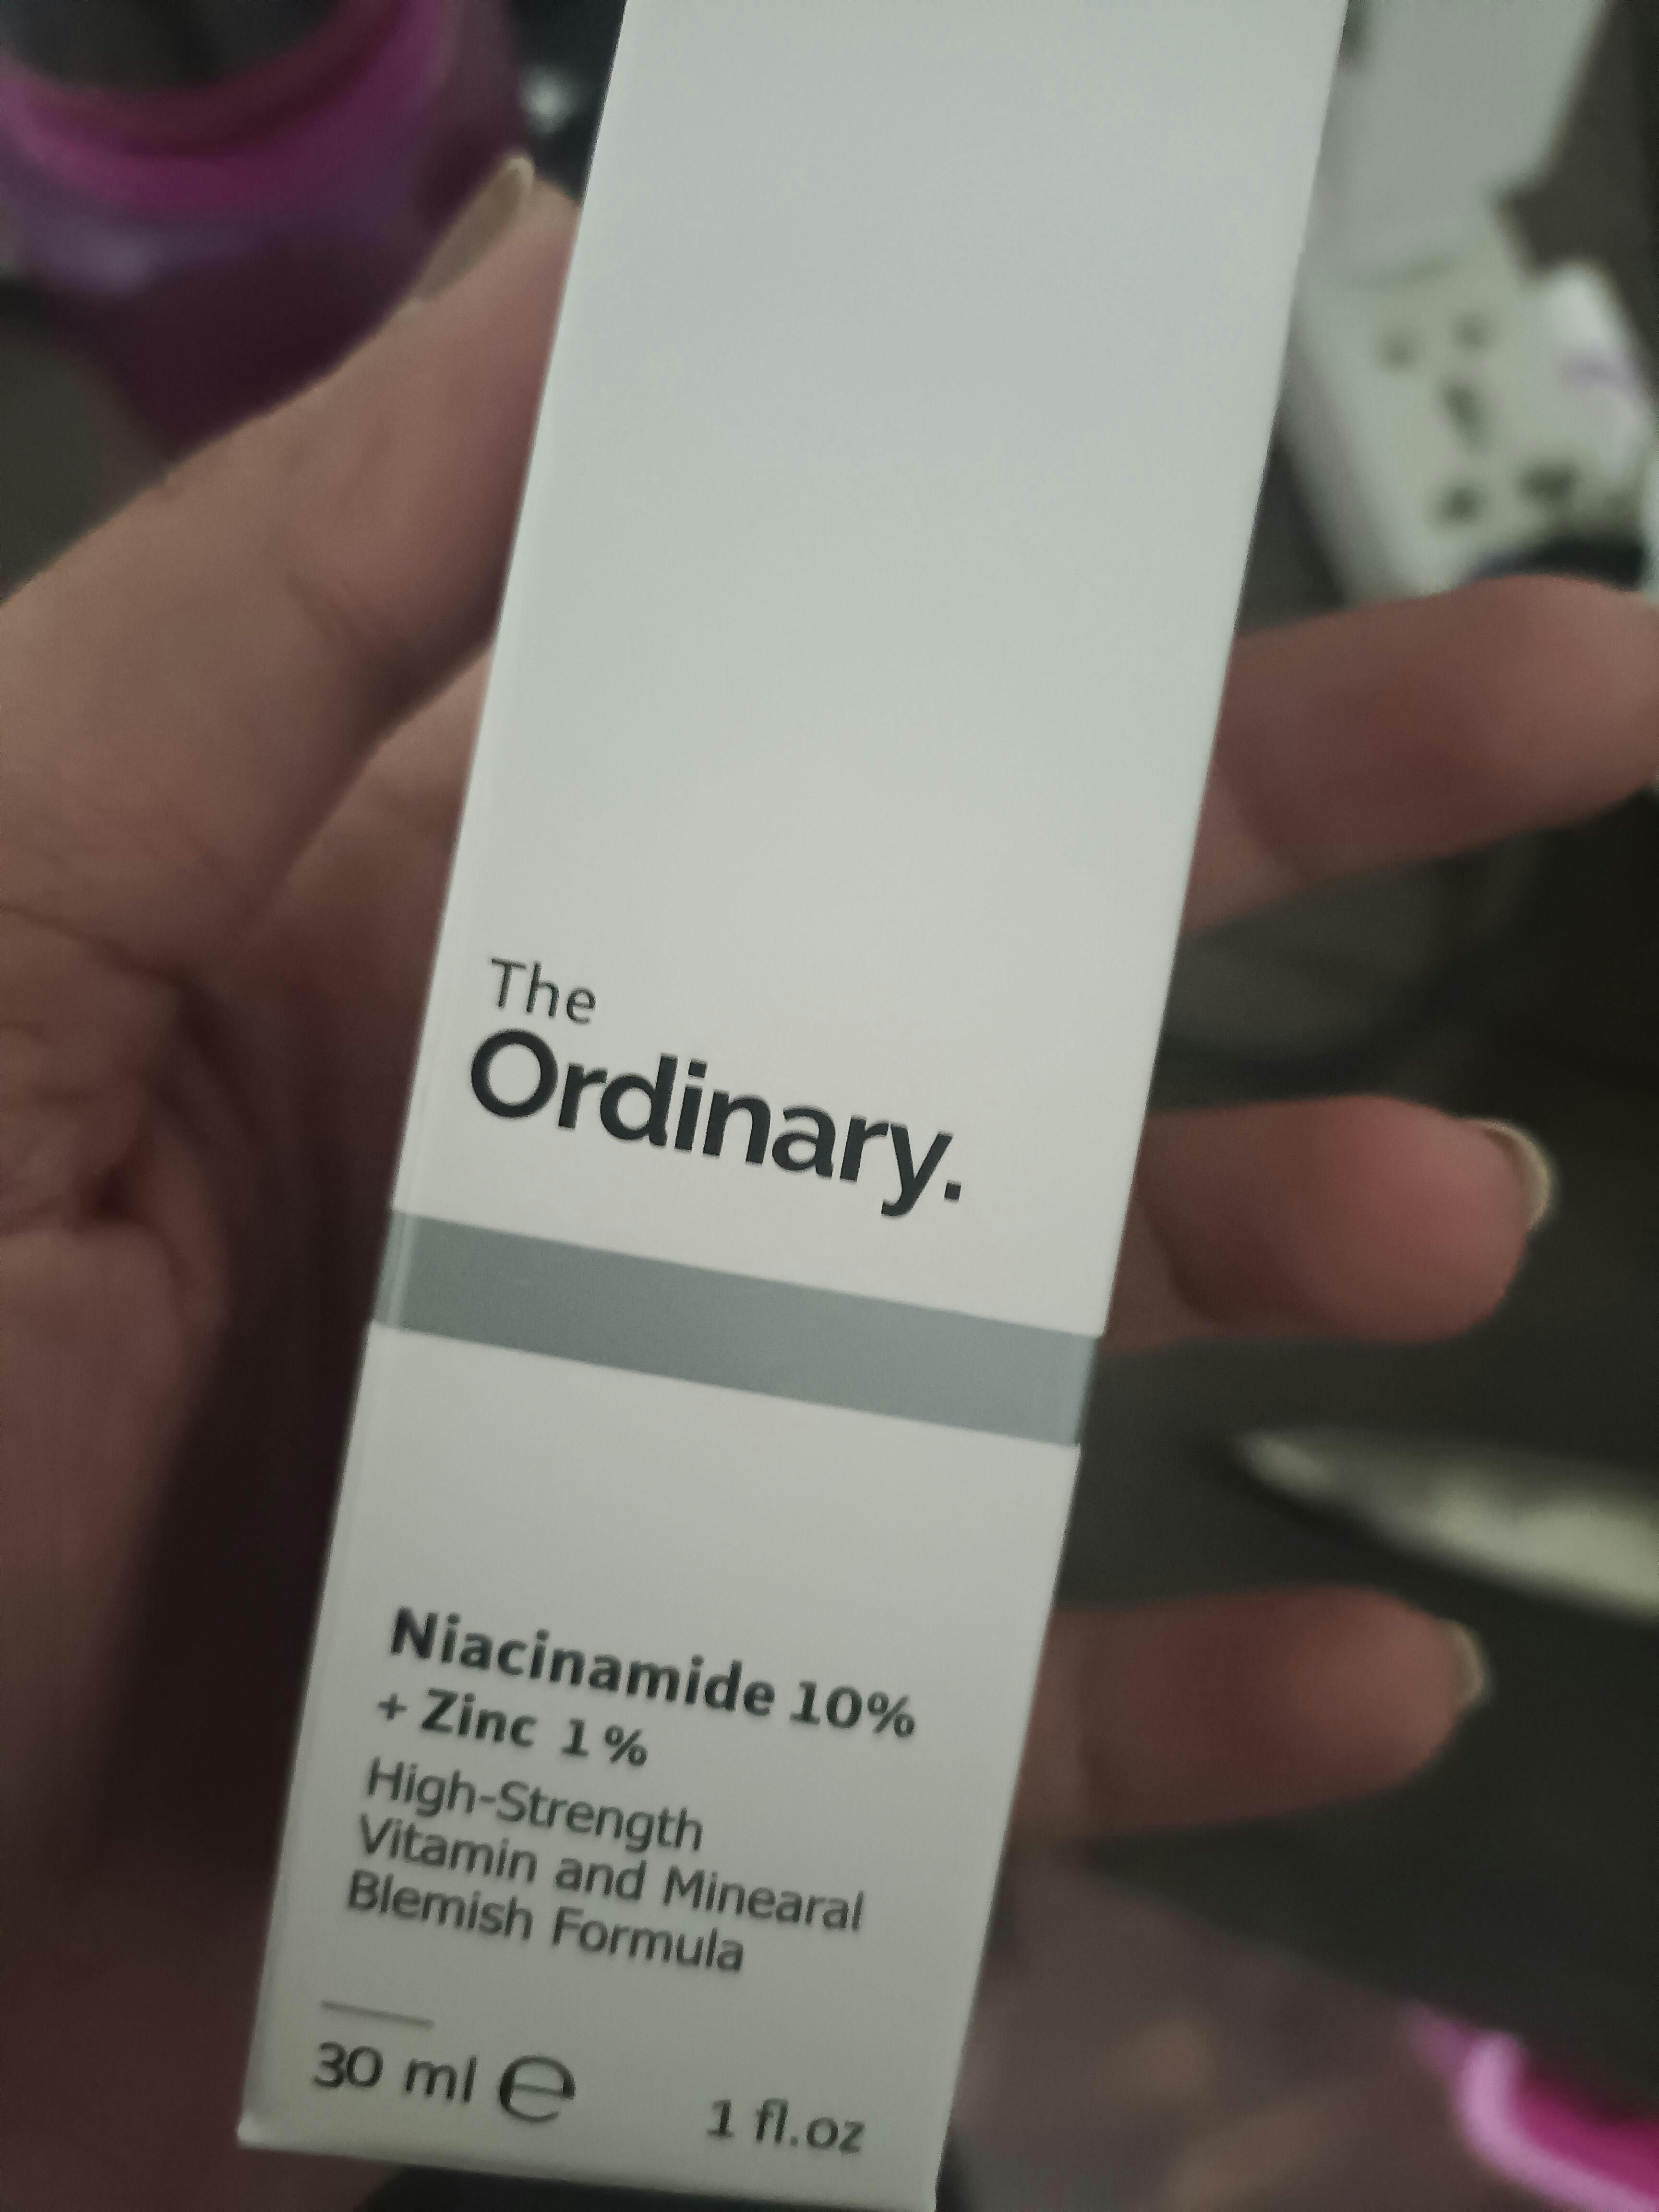 The
Ordinary.
Niacinamide 10%
+ Zinc 1%
High-Strength
Vitamin and Minearal
Blemish Formula
30 ml e
1 fl.oz